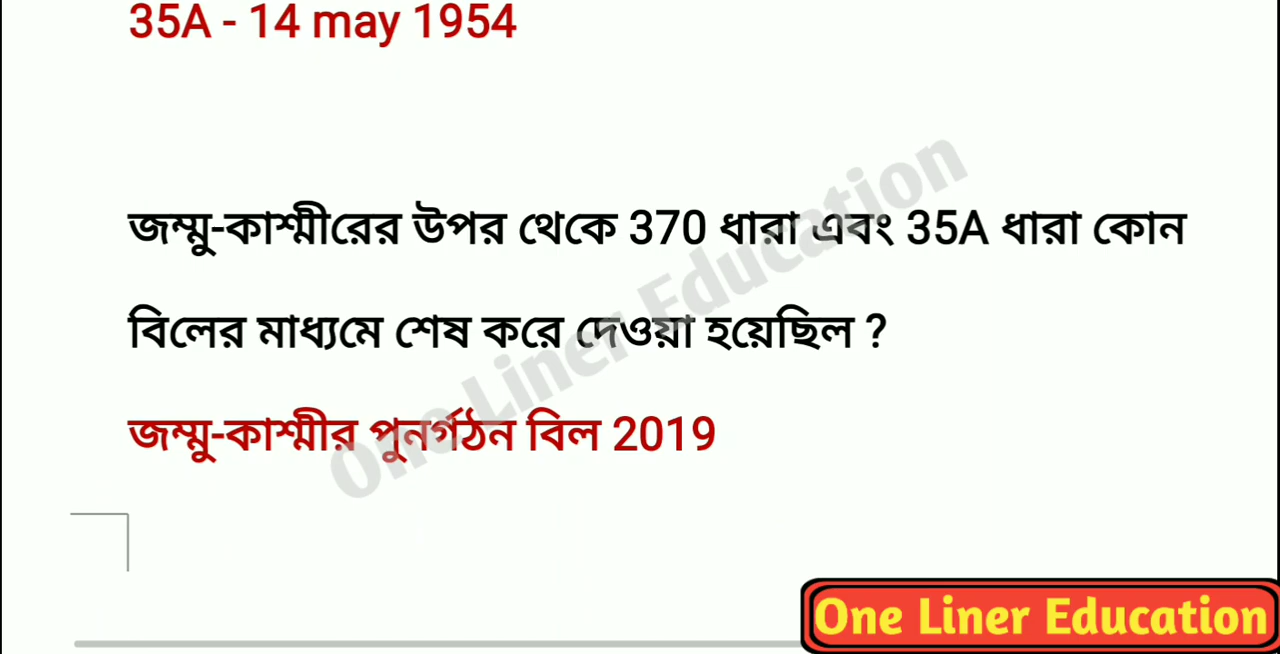 35A - 14 may 1954
জম্মু-কাশ্মীরের উপর থেকে 370 ধারা এবং 35A ধারা কোন
বিলের মাধ্যমে শেষ করে দেওয়া হয়েছিল ?
জম্মু-কাশ্মীর পুনর্গঠন বিল 2019
One Liner Education
One Liner Education